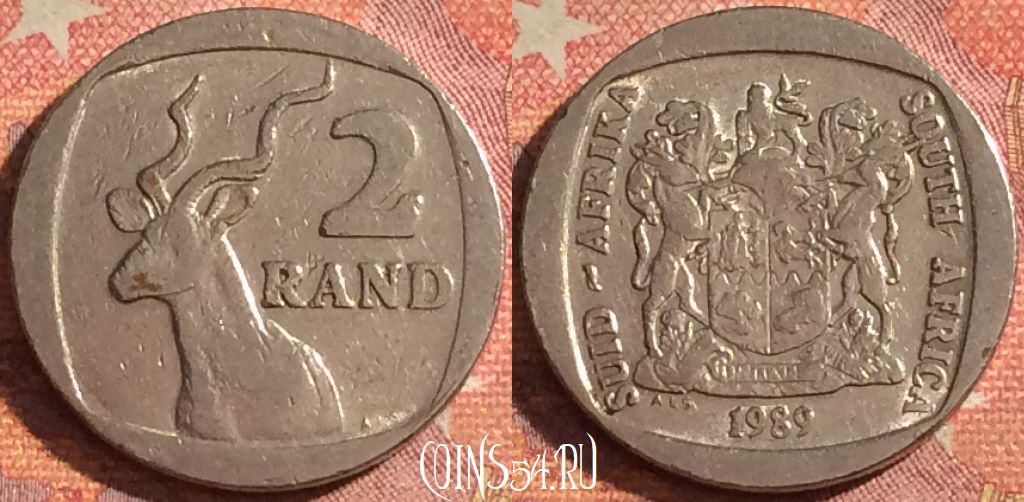 2
RAND
SUID - AFRIKA
SOUTH AFRICA
ALS
1989
COINS54.RU